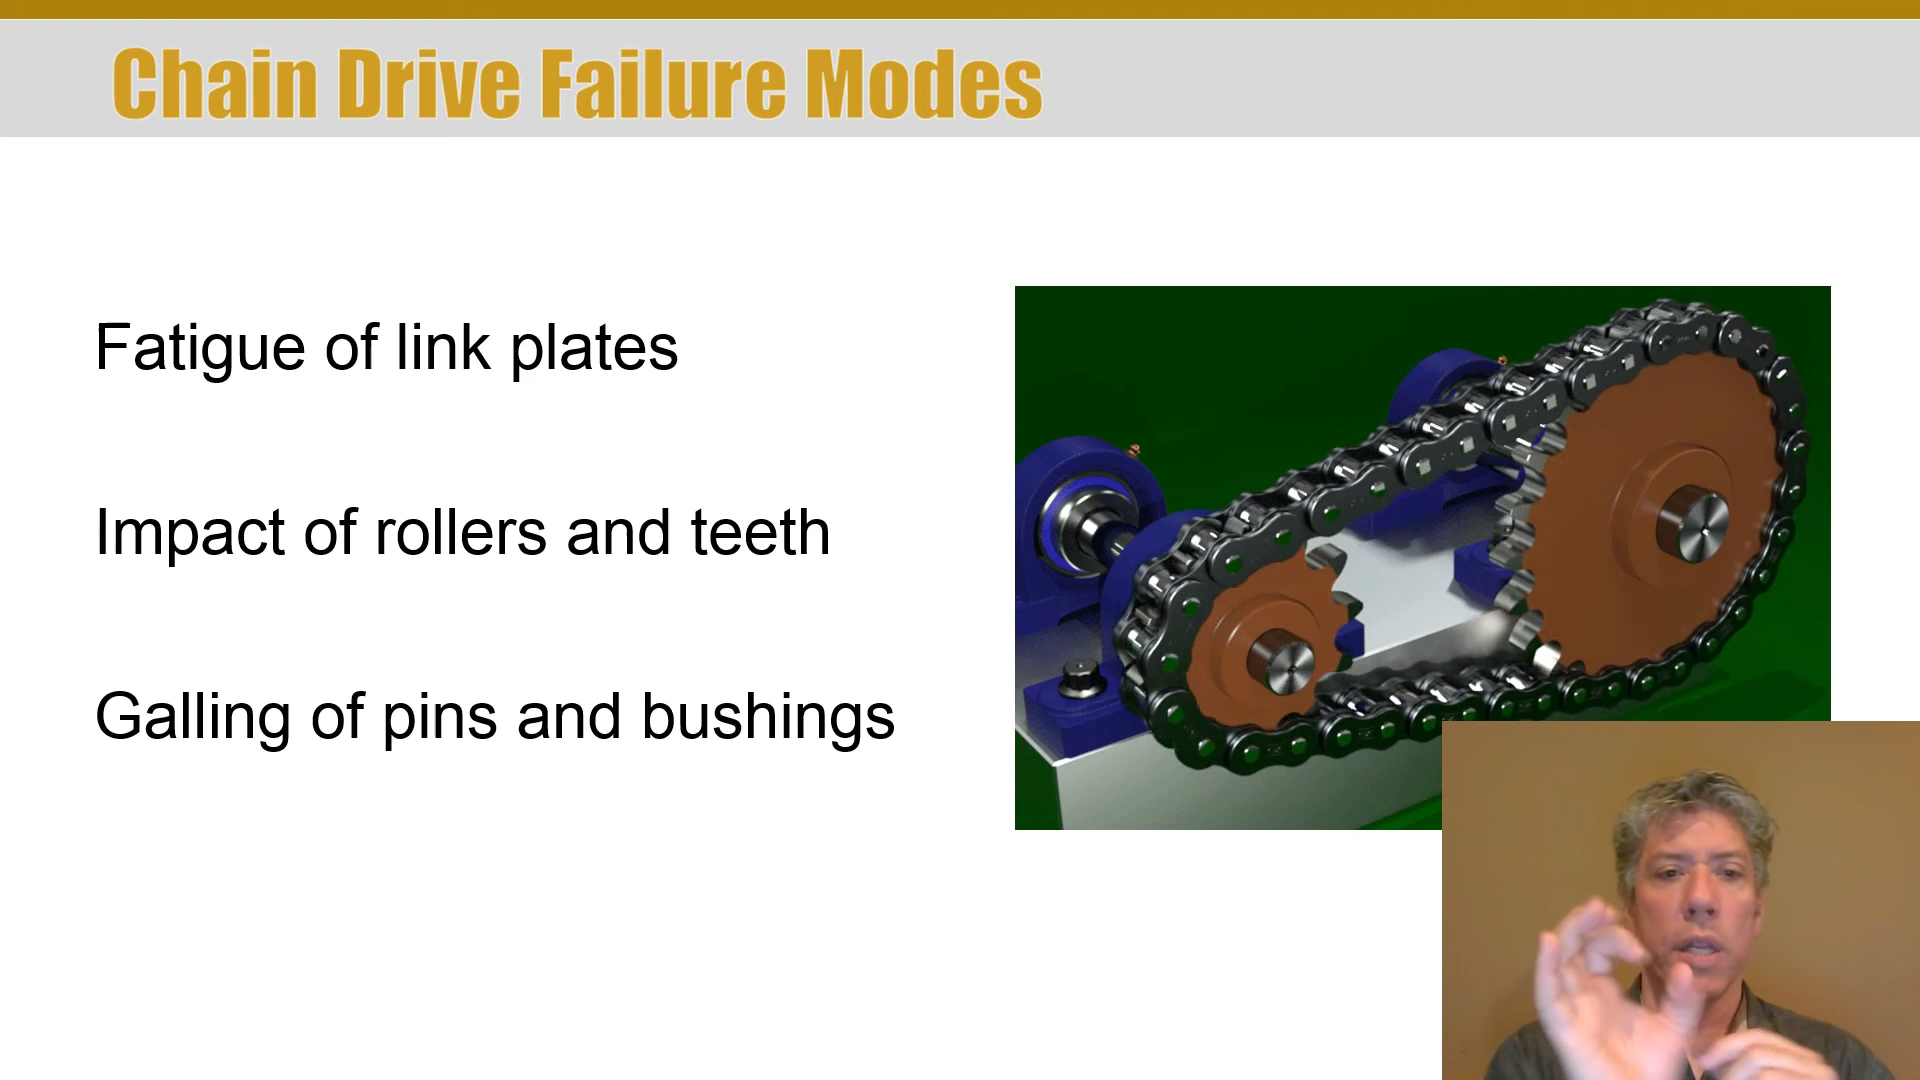 Chain Drive Failure Modes
Fatigue of link plates
Impact of rollers and teeth
Galling of pins and bushings